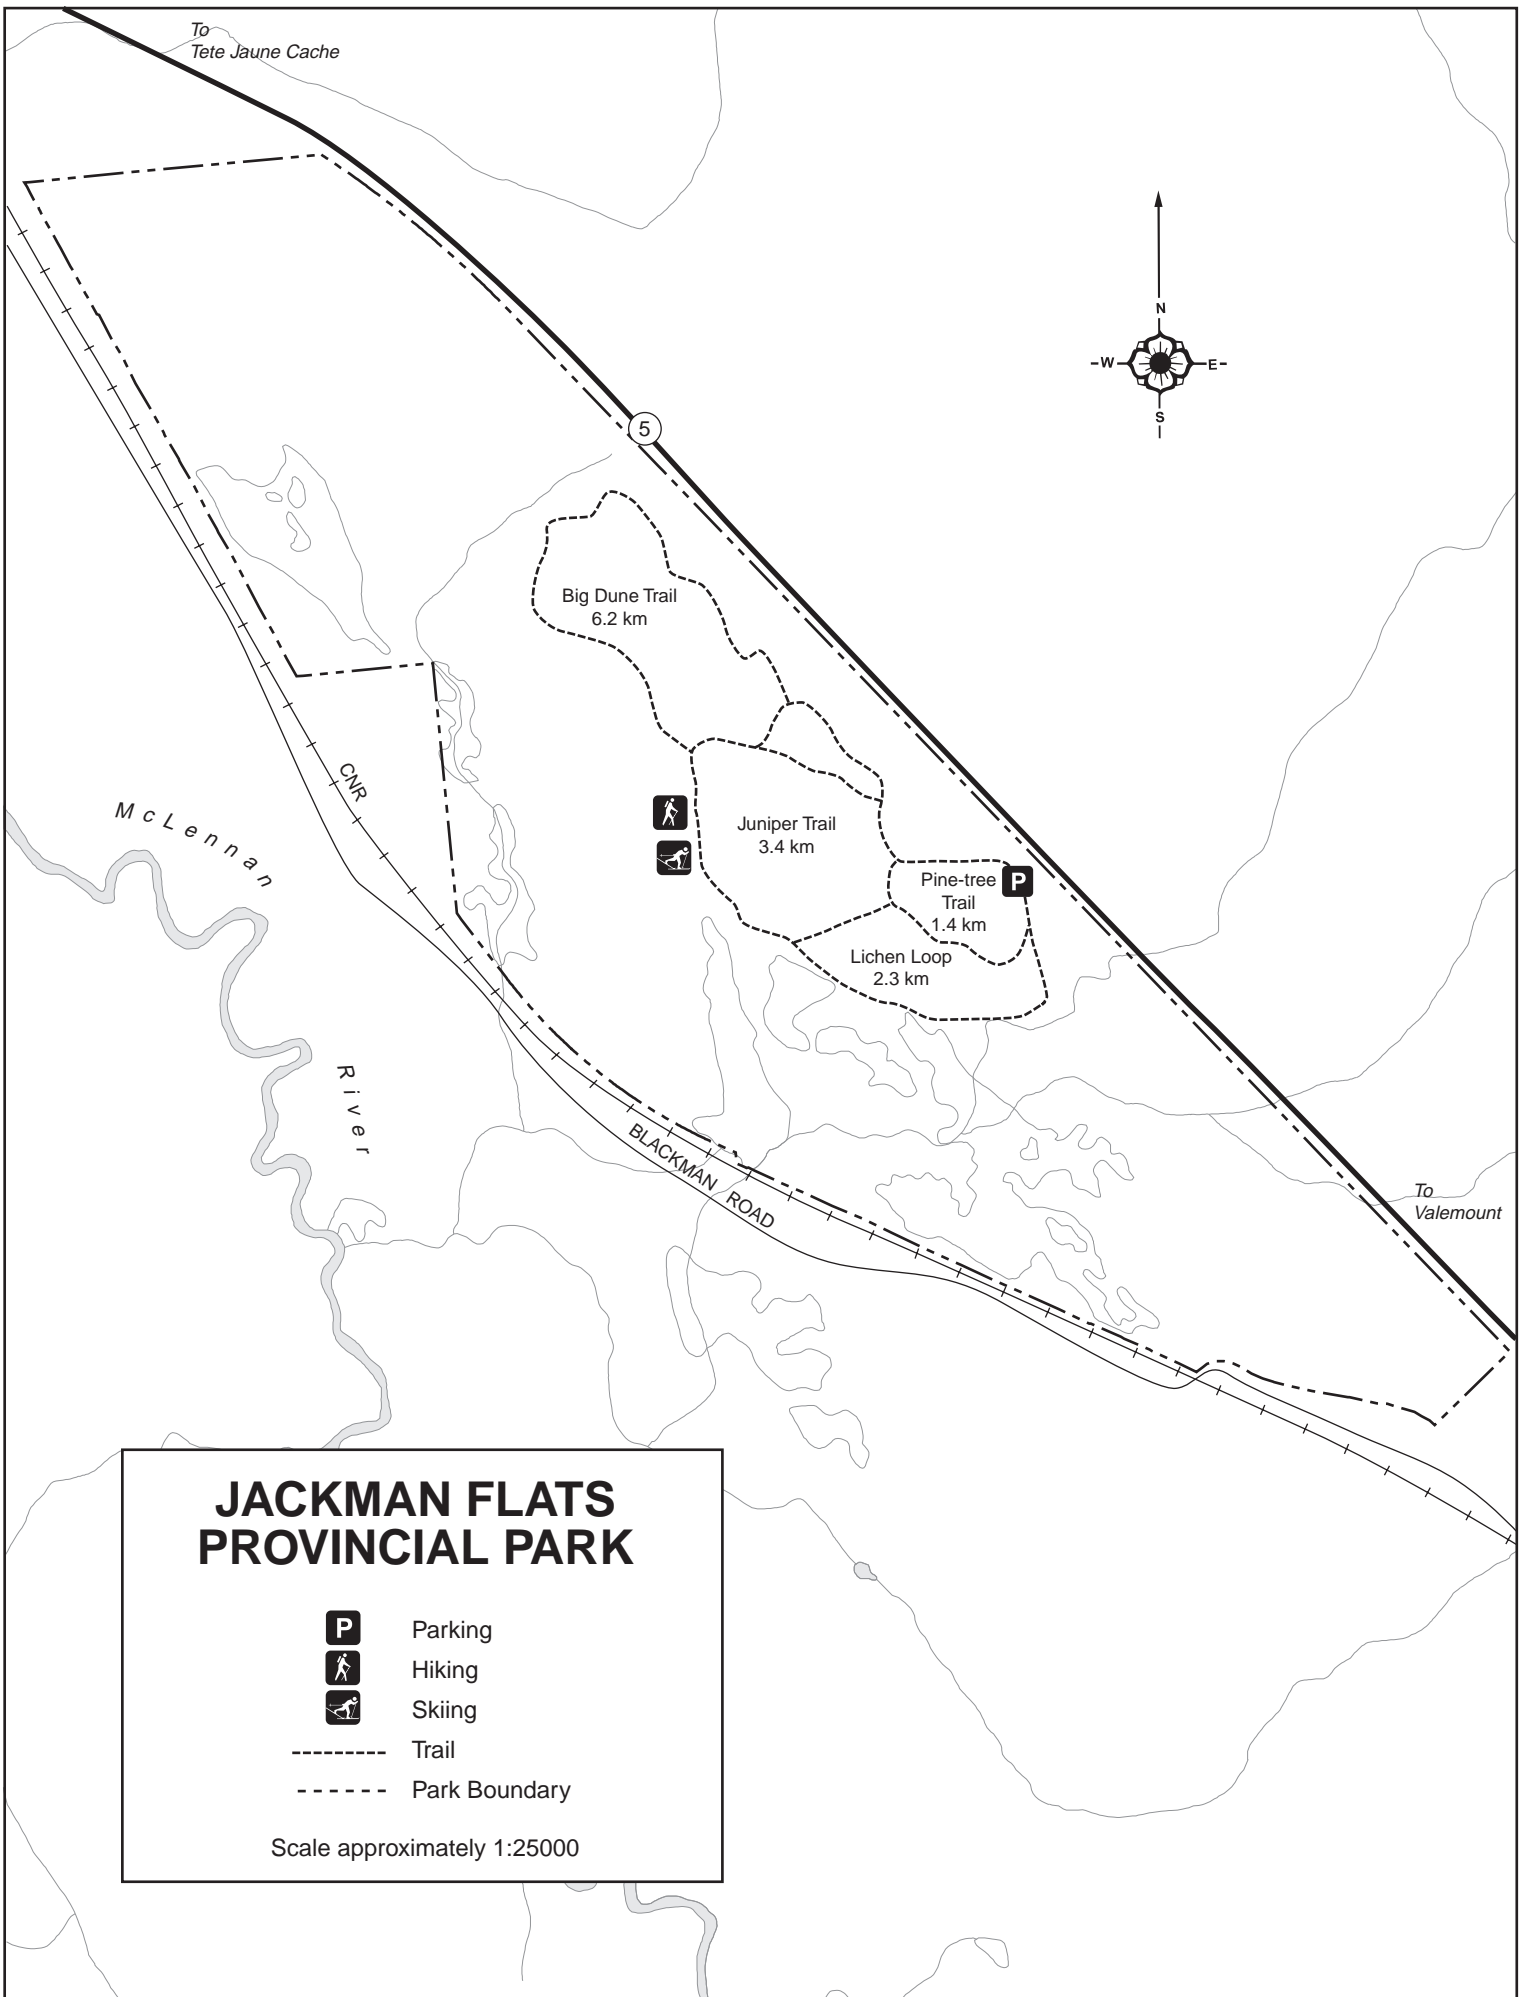 To
Tete Jaune Cache
N
W
E
S
5
Big Dune Trail
6.2 km
CNR
McLennan
Juniper Trail
3.4 km
Pine-tree
Trail
1.4 km
P
Lichen Loop
2.3 km
River
BLACKMAN ROAD
To
Valemount
JACKMAN FLATS
PROVINCIAL PARK
P Parking
Hiking
Skiing
Trail
Park Boundary
Scale approximately 1:25000